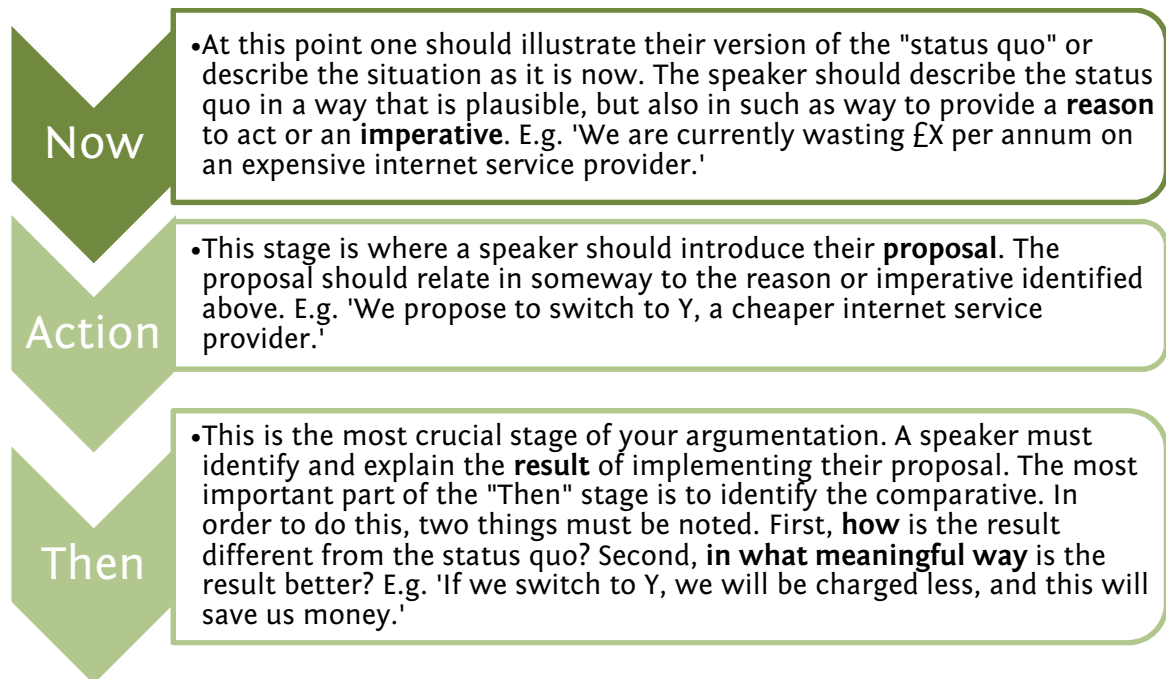 Now
•At this point one should illustrate their version of the "status quo" or
describe the situation as it is now. The speaker should describe the status
quo in a way that is plausible, but also in such as way to provide a reason
to act or an imperative. E.g. 'We are currently wasting £X per annum on
an expensive internet service provider.'
Action
•This stage is where a speaker should introduce their proposal. The
proposal should relate in someway to the reason or imperative identified
above. E.g. 'We propose to switch to Y, a cheaper internet service
provider.'
Then
•This is the most crucial stage of your argumentation. A speaker must
identify and explain the result of implementing their proposal. The most
important part of the "Then" stage is to identify the comparative. In
order to do this, two things must be noted. First, how is the result
different from the status quo? Second, in what meaningful way is the
result better? E.g. 'If we switch to Y, we will be charged less, and this will
save us money.'